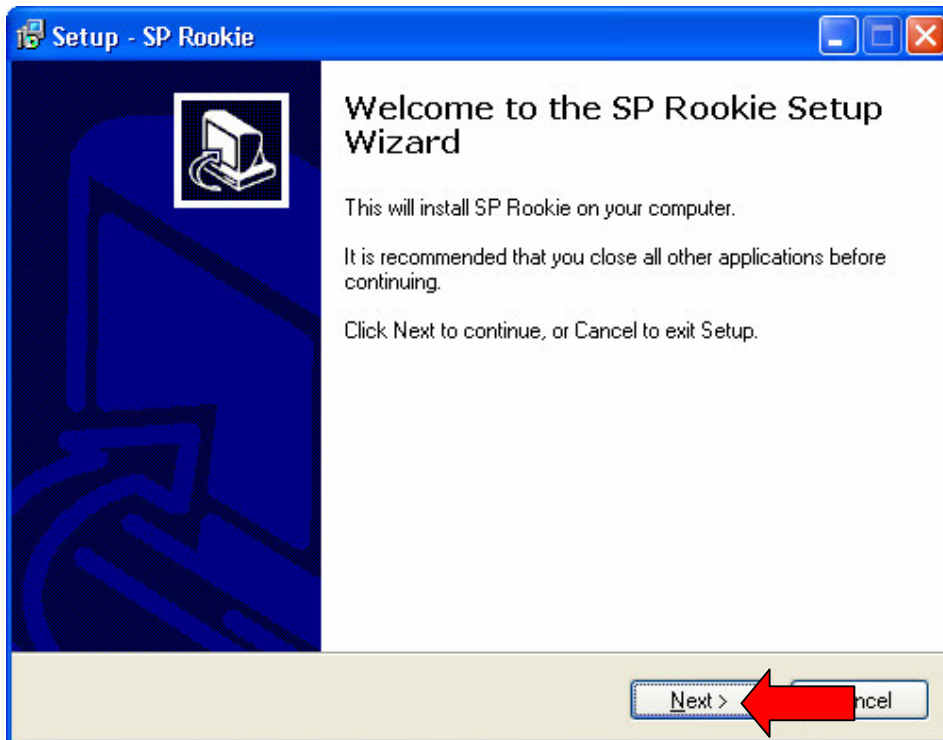 Setup - SP Rookie
Welcome to the SP Rookie Setup
Wizard
This will install SP Rookie on your computer.
It is recommended that you close all other applications before
continuing.
Click Next to continue, or Cancel to exit Setup.
Next >